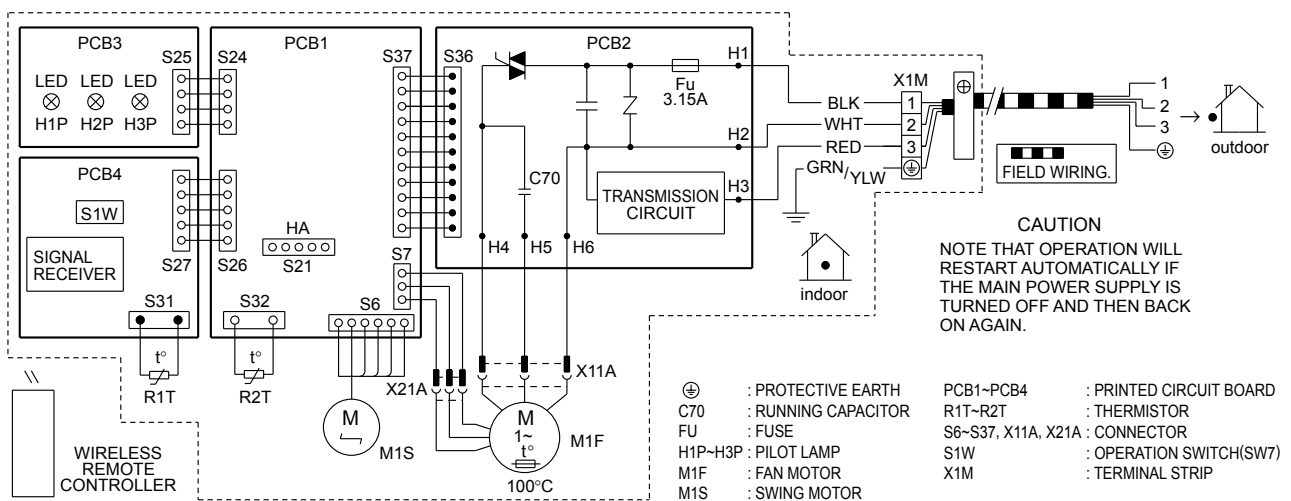 PCB3
LED LED LED
H1P H2P H3P
S25
S24
PCB1
S37
S36
PCB2
H1
Fu
3.15A
H2
H3
TRANSMISSION
CIRCUIT
C70
H4
H5
H6
PCB4
S1W
SIGNAL
RECEIVER
S27
S26
HA
S21
S7
S31
S32
S6
t°
R1T
t°
R2T
X21A
X11A
M
M1S
M
1~
t°
M1F
100°C
WIRELESS
REMOTE
CONTROLLER
BLK
WHT
RED
GRN/YLW
X1M
1
2
3
1
2
3
outdoor
FIELD WIRING.
indoor
CAUTION
NOTE THAT OPERATION WILL
RESTART AUTOMATICALLY IF
THE MAIN POWER SUPPLY IS
TURNED OFF AND THEN BACK
ON AGAIN.
: PROTECTIVE EARTH
C70 : RUNNING CAPACITOR
FU : FUSE
H1P~H3P : PILOT LAMP
M1F : FAN MOTOR
M1S : SWING MOTOR
PCB1~PCB4 : PRINTED CIRCUIT BOARD
R1T~R2T : THERMISTOR
S6~S37, X11A, X21A : CONNECTOR
S1W : OPERATION SWITCH(SW7)
X1M : TERMINAL STRIP